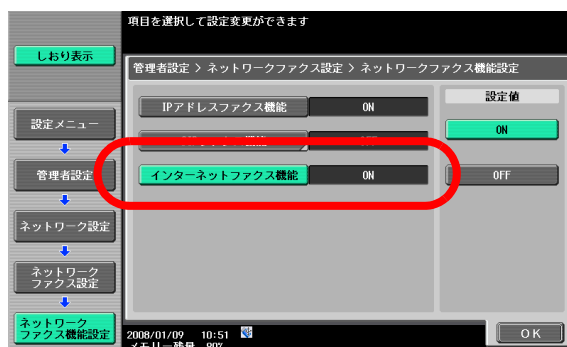 項目を選択して設定変更ができます
しおり表示
管理者設定 > ネットワークファクス設定 > ネットワークファクス機能設定
IPアドレスファクス機能 ON
設定値
ON
設定メニュー
管理者設定
インターネットファクス機能 ON
OFF
ネットワーク設定
ネットワーク
ファクス設定
ネットワーク
ファクス機能設定
2008/01/09 10:51
OK